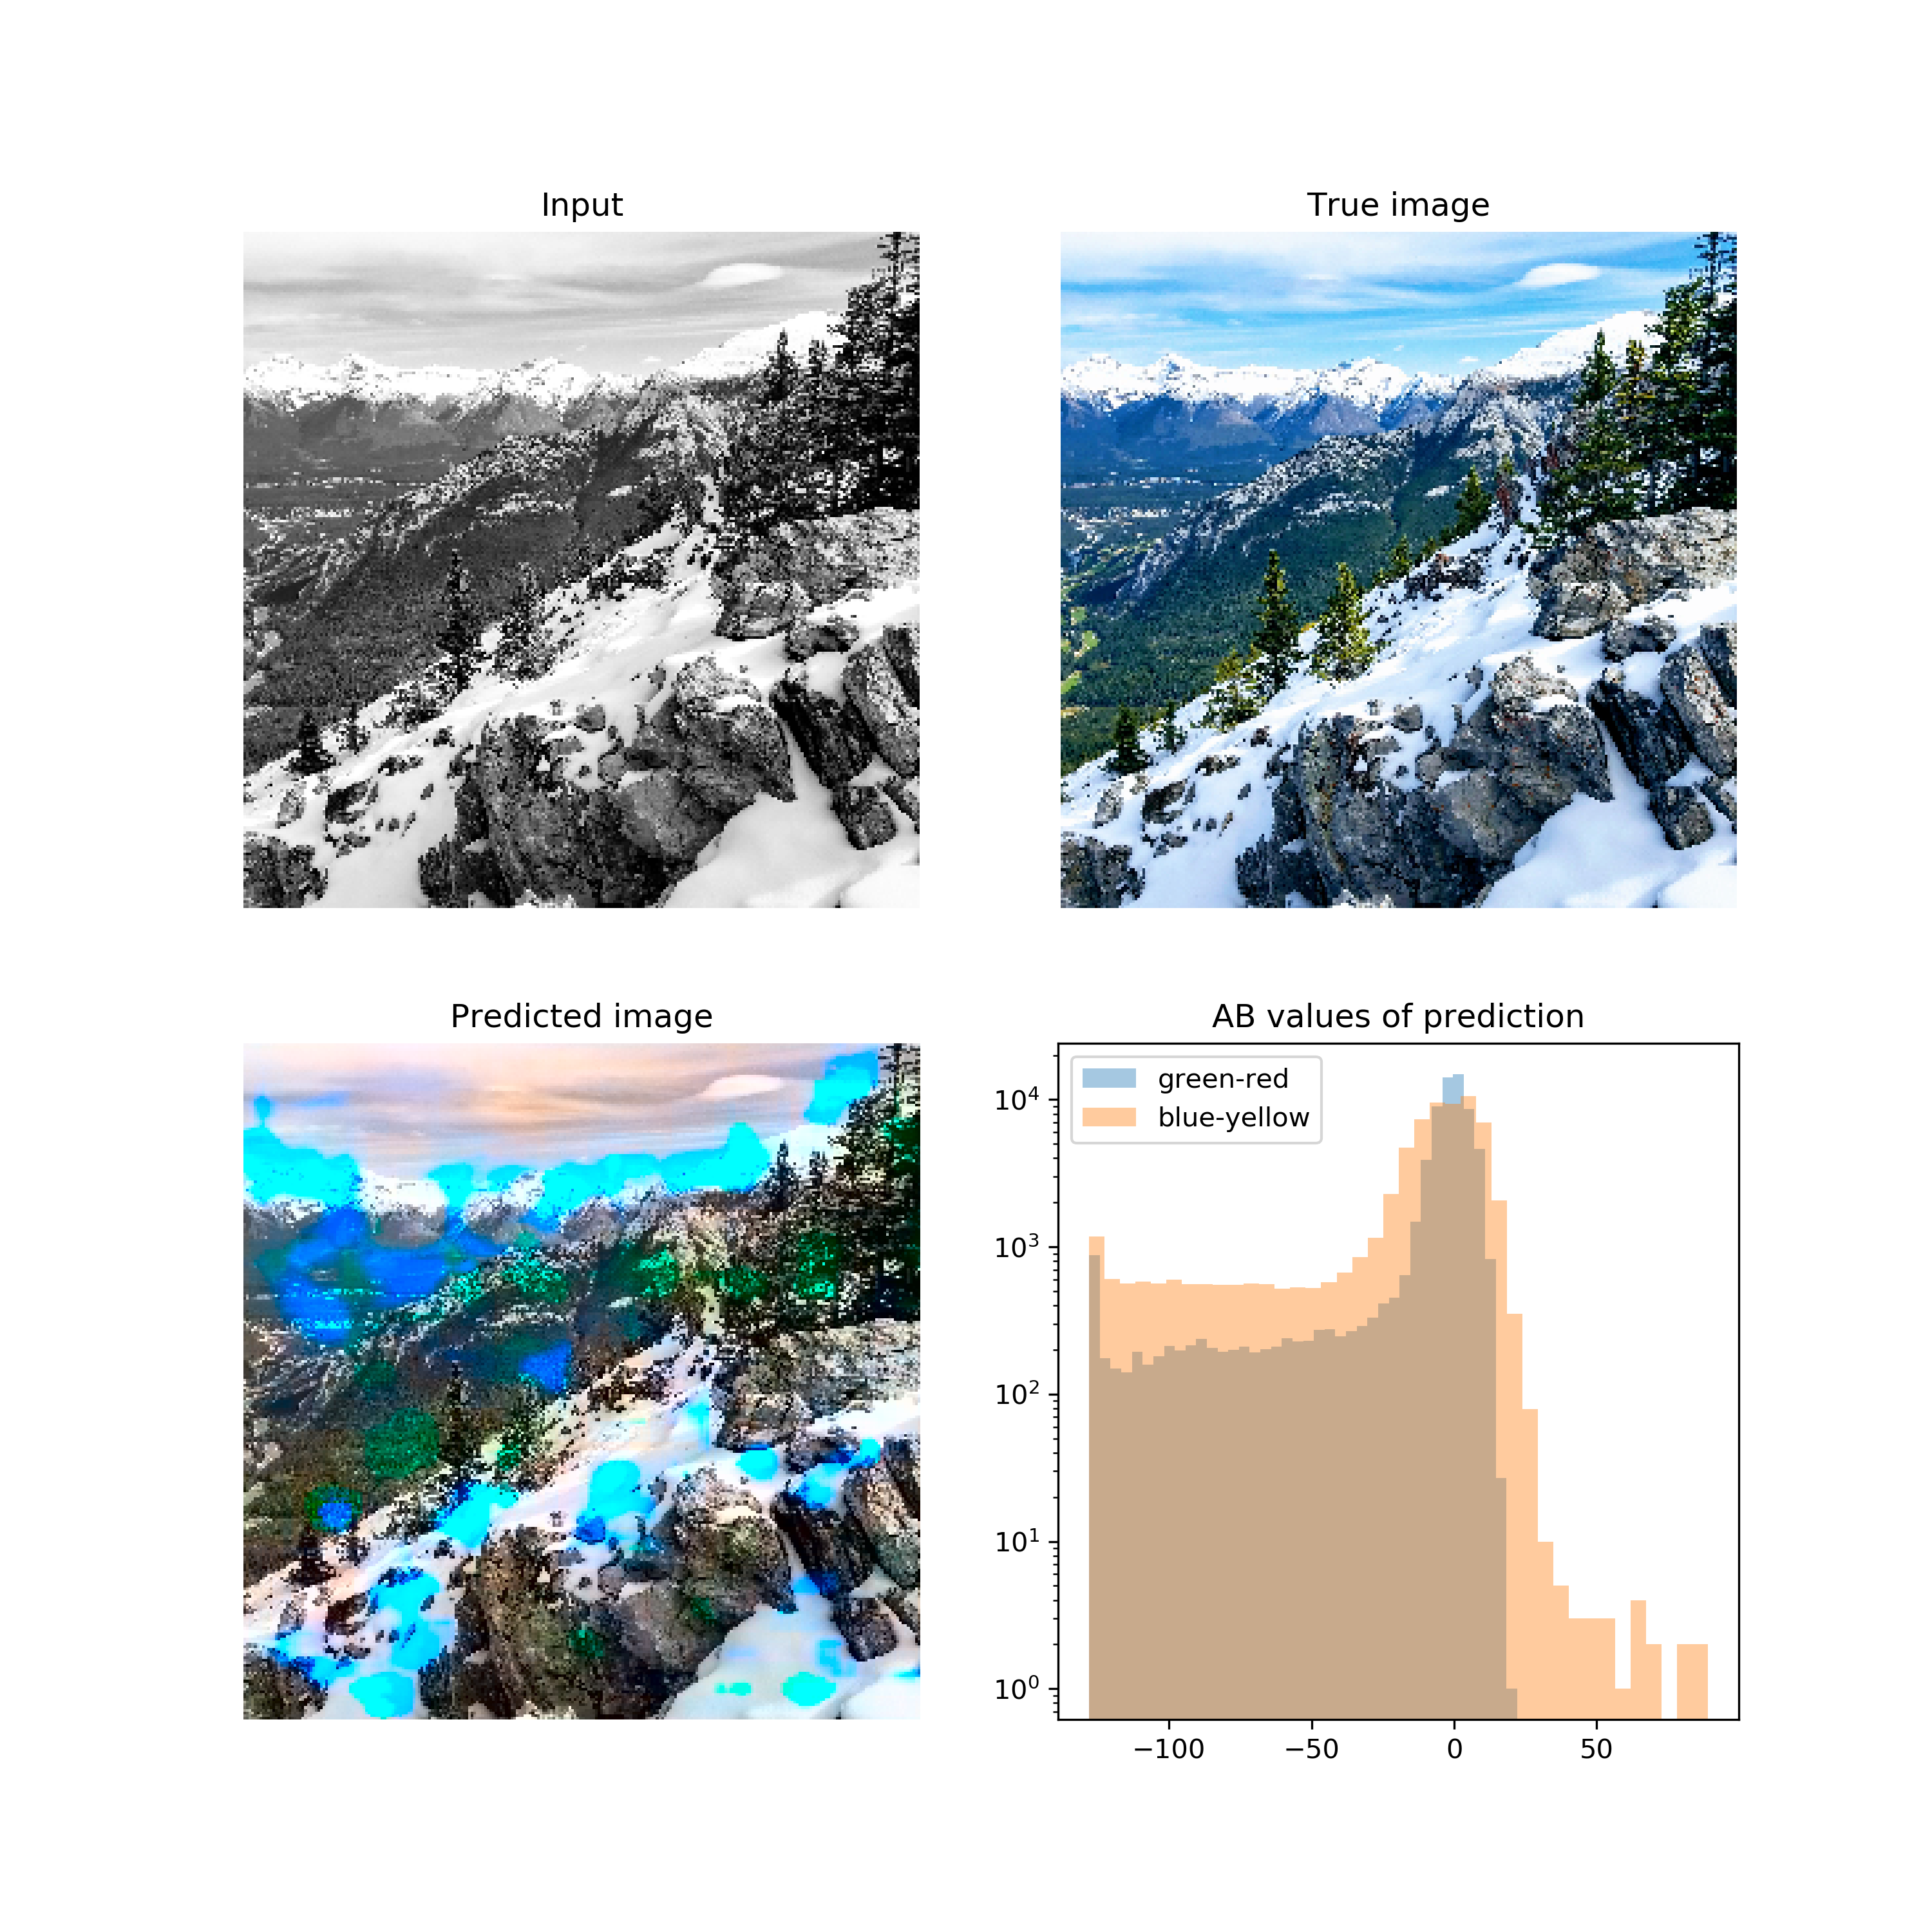 Input
True image
Predicted image
AB values of prediction
green-red
blue-yellow
10⁴
10³
10²
10¹
10⁰
−100
−50
0
50